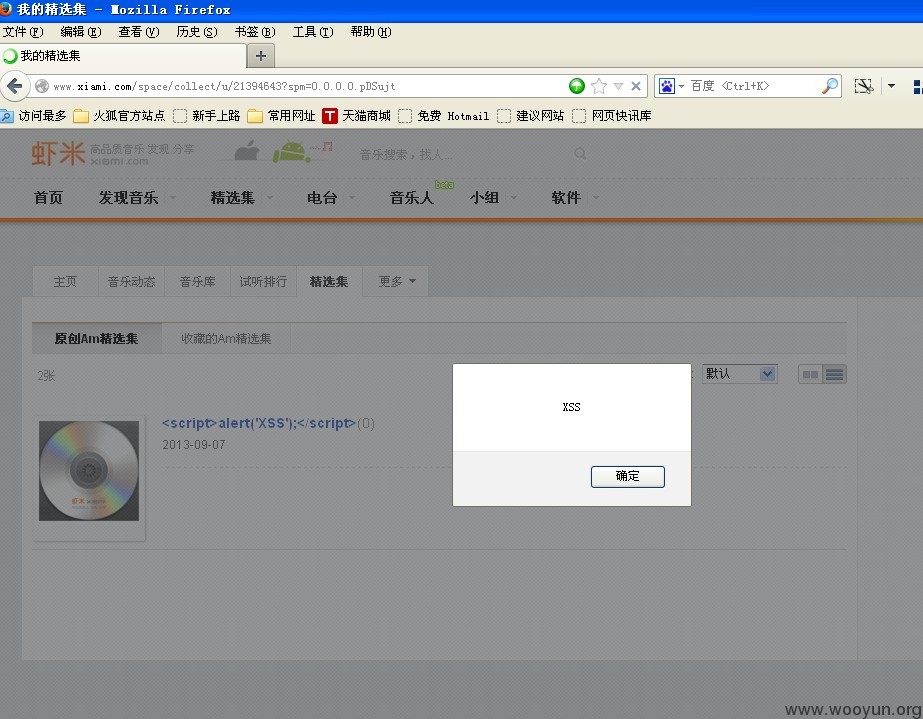 我的精选集 - Mozilla Firefox
文件(F) 编辑(E) 查看(V) 历史(S) 书签(B) 工具(T) 帮助(H)
我的精选集 +
www.xiami.com/space/collect/u/21394643?spm=0.0.0.0.pDSujt 百度 <Ctrl+K>
访问最多 火狐官方站点 新手上路 常用网址 T 天猫商城 免费 Hotmail 建议网站 网页快讯库
虾米 高品质音乐 发现 分享
xiami.com
音乐搜索，找人...
首页 发现音乐 精选集 电台 音乐人 beta 小组 软件
主页 音乐动态 音乐库 试听排行 精选集 更多
原创Am精选集 收藏的Am精选集
2张 默认
<script>alert('XSS');</script>(0)
2013-09-07
虾米
XSS
确定
www.wooyun.org